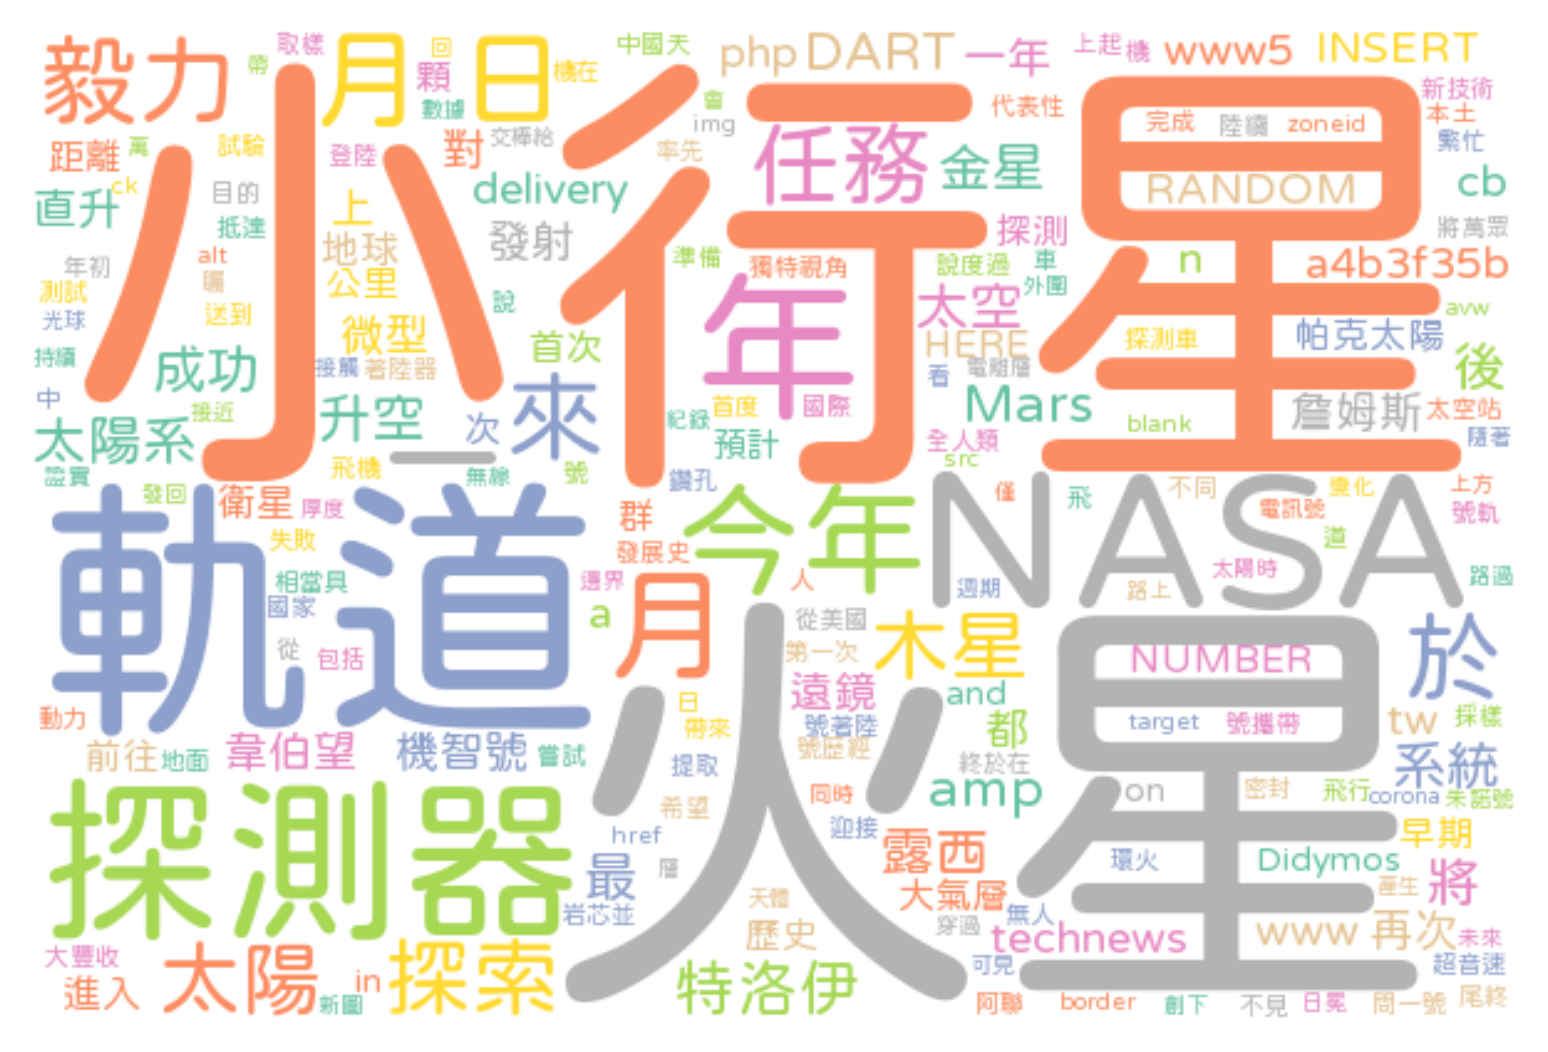 毅力
取樣
帶
月
回
顆
數據
日
機在
中國天
php
DART
一年
上起
機
www5
INSERT
小行星
會
img
代表性
新技術
本土
繁忙
完成
陸續
zoneid
距離
萬
試驗
登陸
對
交棒給
率先
任務
金星
RANDOM
cb
直升
ck
目的
抵達
上
delivery
發射
地球
探測
將萬眾
年初
alt
曬
公里
準備
獨特視角
說度過
車
外圍
n
a4b3f35b
測試
光球
送到
說
年
太空
avw
持續
成功
微型
首次
接觸
著陸器
HERE
電離層
探測車
帕克太陽
後
中
接近
來
看
紀錄
首度
國際
Mars
blank
詹姆斯
太空站
太陽系
升空
一
次
預計
全人類
src
隨著
證實
飛機
無線
號
鑽孔
發回
衛星
厚度
群
今年
NASA
僅
飛
不同
電訊號
變化
上方
號軌
失敗
發展史
道
軌道
相當具
國家
邊界
月
人
週期
路上
太陽時
路過
a
從
包括
從美國
第一次
木星
NUMBER
於
動力
日
帶來
遠鏡
號著陸
號歷經
and
都
target
號攜帶
tw
採樣
前往
地面
韋伯望
機智號
嘗試
提取
終於在
系統
火星
探測器
希望
同時
amp
on
密封
飛行
corona
朱諾號
href
迎接
早期
最
層
露西
環火
Didymos
將
岩芯並
天體
大氣層
產生
歷史
穿過
無人
大豐收
technews
www
再次
未來
進入
太陽
in
新圖
探索
特洛伊
可見
超音速
阿聯
border
創下
不見
日冕
問一號
尾終